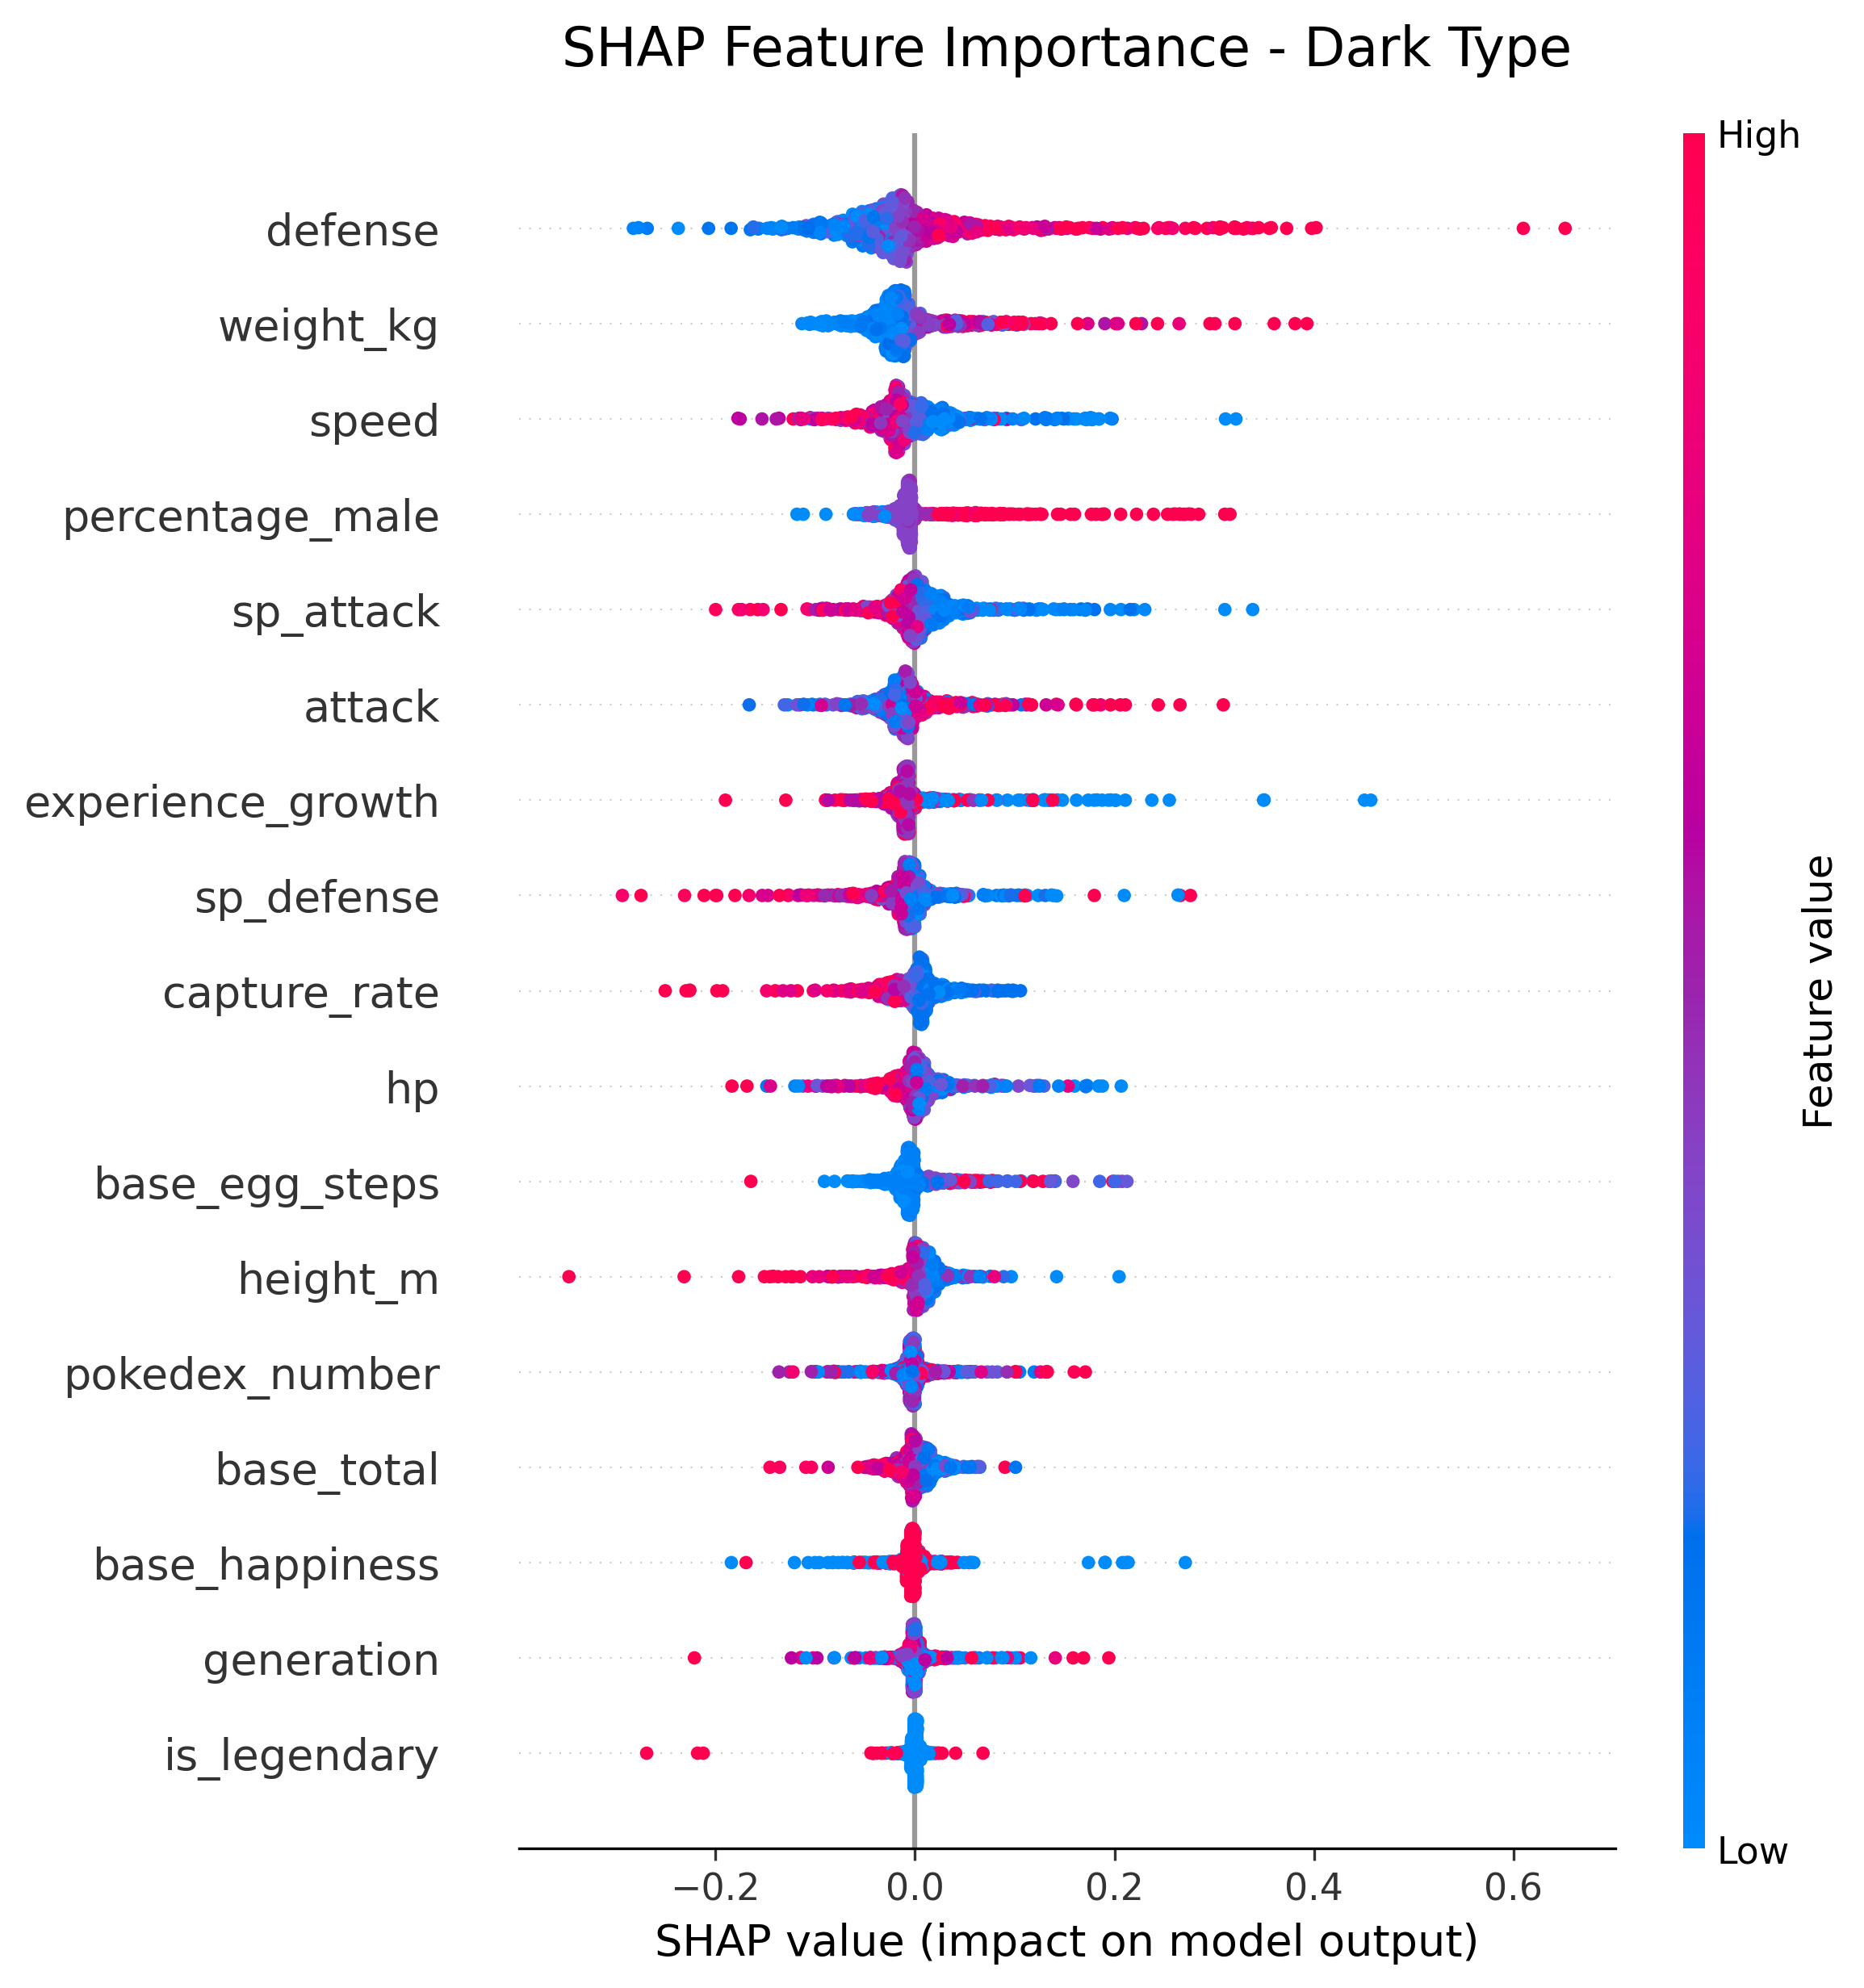 SHAP Feature Importance - Dark Type
High
defense
weight_kg
speed
percentage_male
sp_attack
attack
experience_growth
sp_defense
capture_rate
hp
base_egg_steps
height_m
pokedex_number
base_total
base_happiness
generation
is_legendary
Feature value
Low
−0.2 0.0 0.2 0.4 0.6
SHAP value (impact on model output)